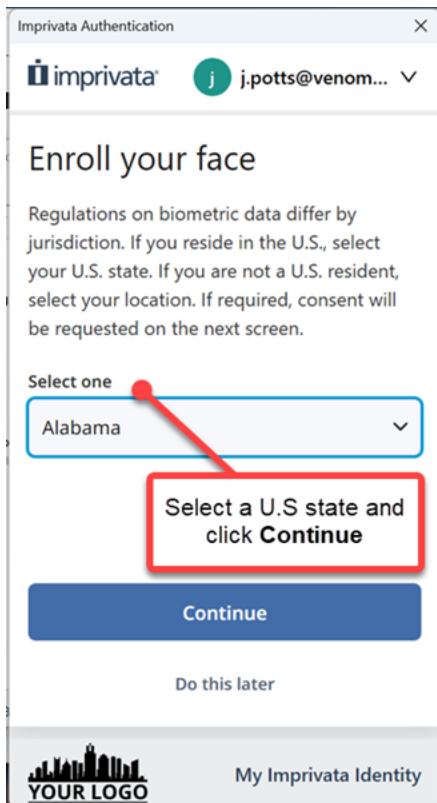 Imprivata Authentication
imprivata
j
j.potts@venom...
Enroll your face
Regulations on biometric data differ by
jurisdiction. If you reside in the U.S., select
your U.S. state. If you are not a U.S. resident,
select your location. If required, consent will
be requested on the next screen.
Select one
Alabama
Select a U.S state and
click Continue
Continue
Do this later
YOUR LOGO
My Imprivata Identity